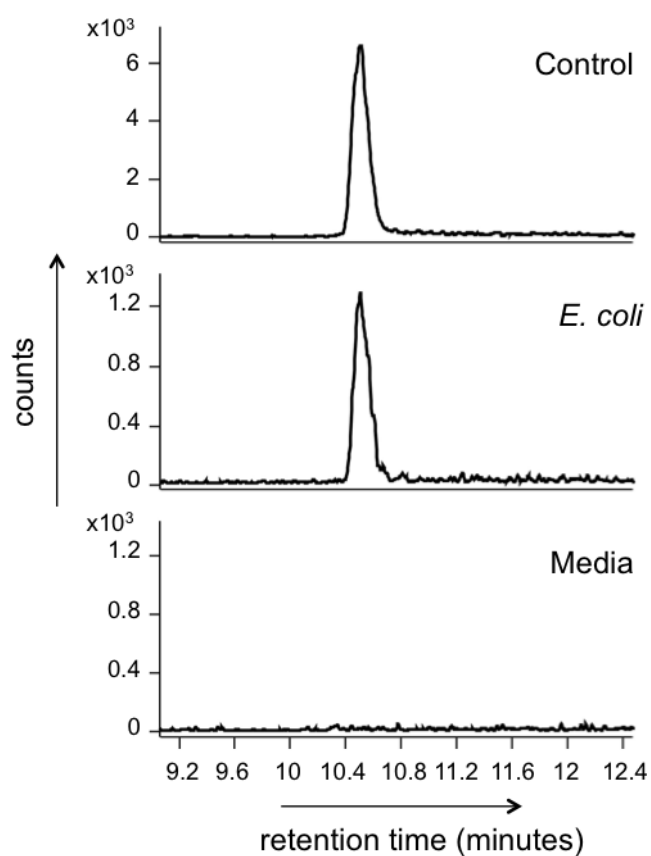 x10³
Control
6
4
2
0
x10³
E. coli
1.2
0.8
0.4
0
counts
x10³
Media
1.2
0.8
0.4
0
9.2 9.6 10 10.4 10.8 11.2 11.6 12 12.4
retention time (minutes)